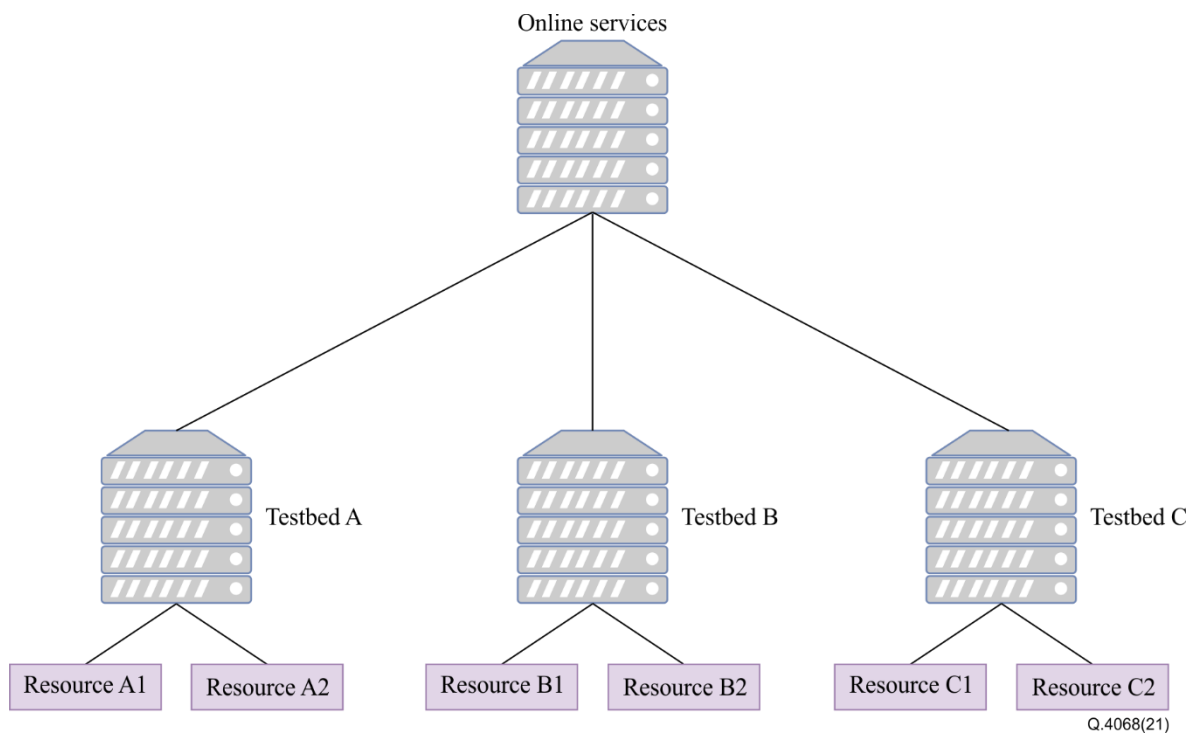 Online services
Testbed A
Testbed B
Testbed C
Resource A1
Resource A2
Resource B1
Resource B2
Resource C1
Resource C2
Q.4068(21)